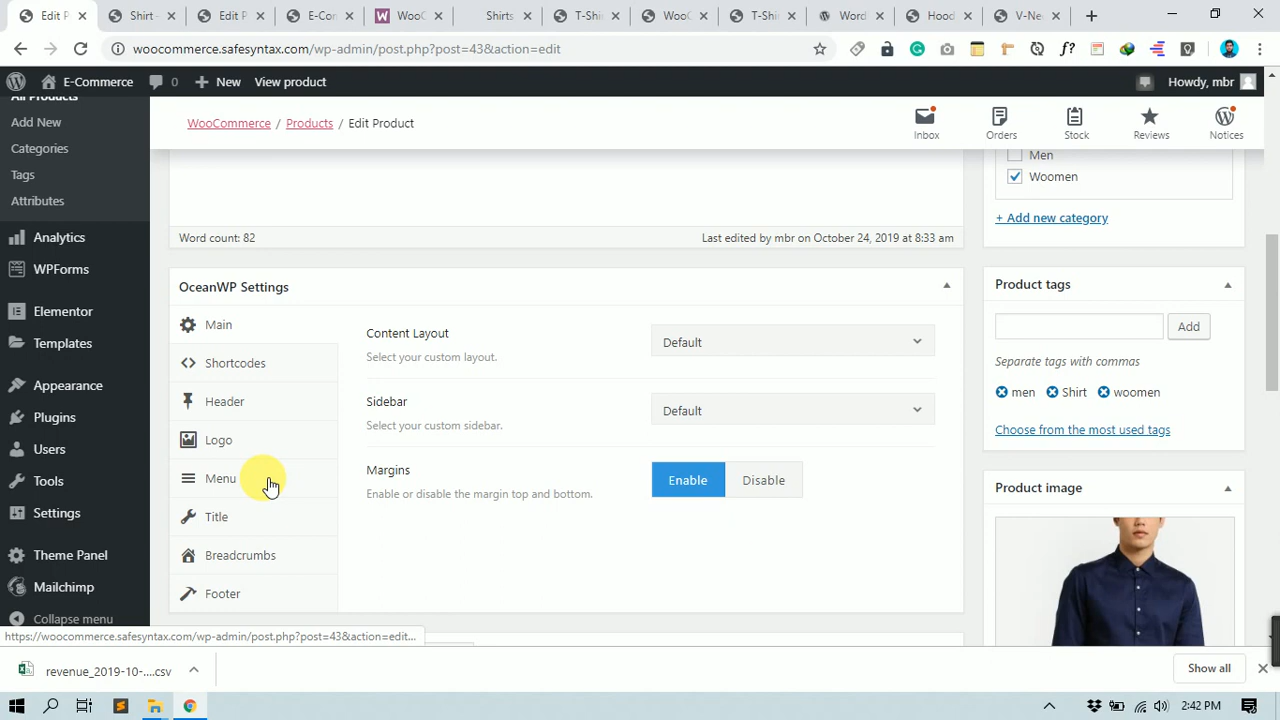 Edit P
Shirt –
Edit P
E-Con
WooC
Shirts
T-Shi
WooC
T-Shi
Word
Hood
V-Ne
woocommerce.safesyntax.com/wp-admin/post.php?post=43&action=edit
E-Commerce
0
New
View product
Howdy, mbr
All Products
Add New
Categories
Tags
Attributes
Analytics
WPForms
Elementor
Templates
Appearance
Plugins
Users
Tools
Settings
Theme Panel
Mailchimp
Collapse menu
WooCommerce / Products / Edit Product
Inbox
Orders
Stock
Reviews
Notices
Word count: 82
Last edited by mbr on October 24, 2019 at 8:33 am
OceanWP Settings
Main
Shortcodes
Header
Logo
Menu
Title
Breadcrumbs
Footer
Content Layout
Select your custom layout.
Default
Sidebar
Select your custom sidebar.
Default
Margins
Enable or disable the margin top and bottom.
Enable
Disable
Men
Woomen
+ Add new category
Product tags
Add
Separate tags with commas
men
Shirt
woomen
Choose from the most used tags
Product image
https://woocommerce.safesyntax.com/wp-admin/post.php?post=43&action=edit...
revenue_2019-10-....csv
Show all
2:42 PM